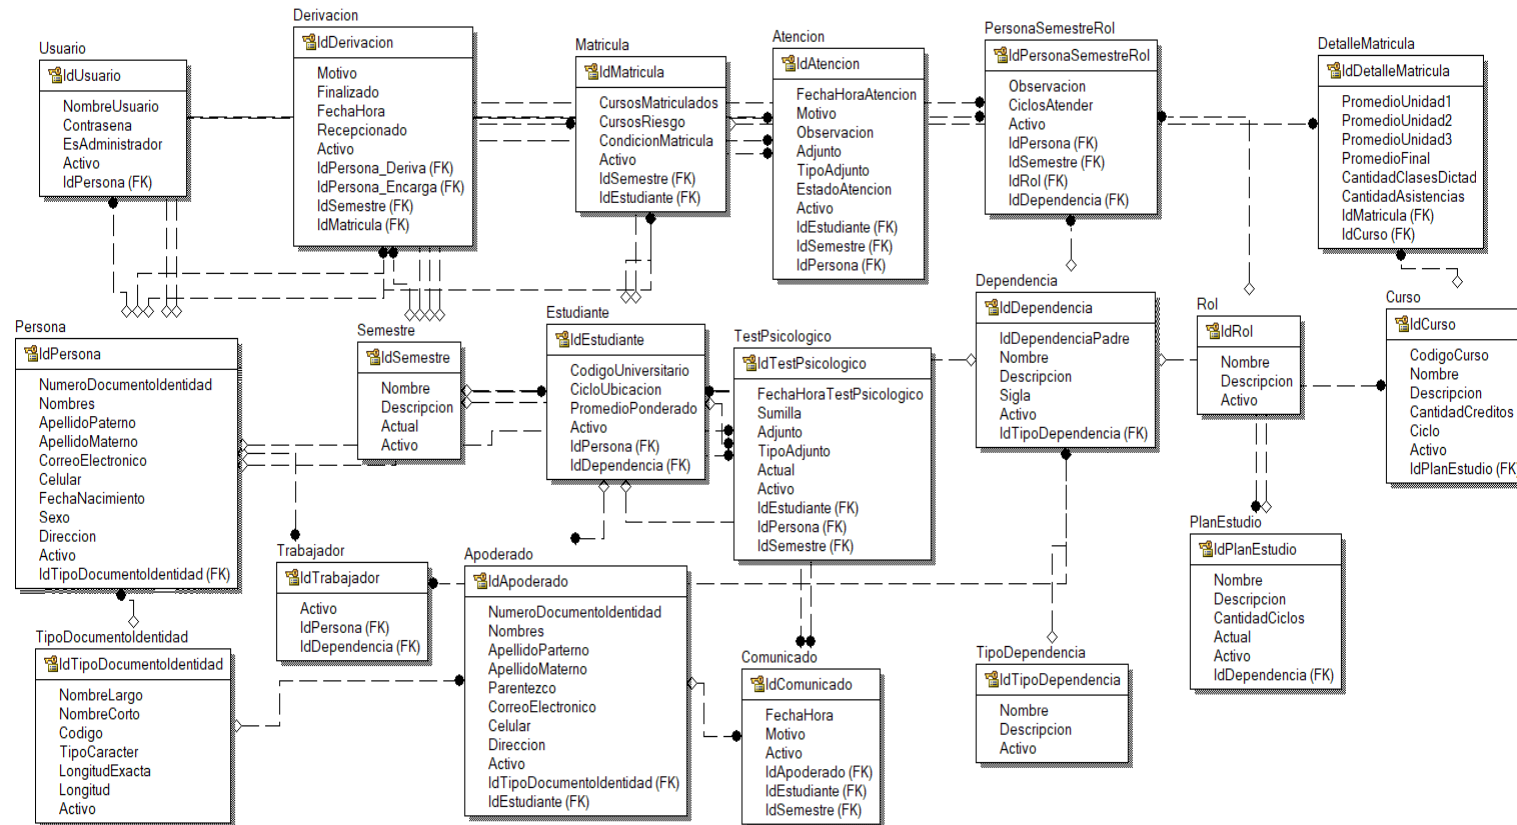 Usuario
IdUsuario
NombreUsuario
Contrasena
EsAdministrador
Activo
IdPersona (FK)
Derivacion
IdDerivacion
Motivo
Finalizado
FechaHora
Recepcionado
Activo
IdPersona_Deriva (FK)
IdPersona_Encarga (FK)
IdSemestre (FK)
IdMatricula (FK)
Matricula
IdMatricula
CursosMatriculados
CursosRiesgo
CondicionMatricula
Activo
IdSemestre (FK)
IdEstudiante (FK)
Atencion
IdAtencion
FechaHoraAtencion
Motivo
Observacion
Adjunto
TipoAdjunto
EstadoAtencion
Activo
IdEstudiante (FK)
IdSemestre (FK)
IdPersona (FK)
PersonaSemestreRol
IdPersonaSemestreRol
Observacion
CiclosAtender
Activo
IdPersona (FK)
IdSemestre (FK)
IdRol (FK)
IdDependencia (FK)
DetalleMatricula
IdDetalleMatricula
PromedioUnidad1
PromedioUnidad2
PromedioUnidad3
PromedioFinal
CantidadClasesDictad
CantidadAsistencias
IdMatricula (FK)
IdCurso (FK)
Persona
IdPersona
NumeroDocumentoIdentidad
Nombres
ApellidoPaterno
ApellidoMaterno
CorreoElectronico
Celular
FechaNacimiento
Sexo
Direccion
Activo
IdTipoDocumentoIdentidad (FK)
Semestre
IdSemestre
Nombre
Descripcion
Actual
Activo
Estudiante
IdEstudiante
CodigoUniversitario
CicloUbicacion
PromedioPonderado
Activo
IdPersona (FK)
IdDependencia (FK)
TestPsicologico
IdTestPsicologico
FechaHoraTestPsicologico
Sumilla
Adjunto
TipoAdjunto
Actual
Activo
IdEstudiante (FK)
IdPersona (FK)
IdSemestre (FK)
Dependencia
IdDependencia
IdDependenciaPadre
Nombre
Descripcion
Sigla
Activo
IdTipoDependencia (FK)
Rol
IdRol
Nombre
Descripcion
Activo
Curso
IdCurso
CodigoCurso
Nombre
Descripcion
CantidadCreditos
Ciclo
Activo
IdPlanEstudio (FK)
Trabajador
IdTrabajador
Activo
IdPersona (FK)
IdDependencia (FK)
Apoderado
IdApoderado
NumeroDocumentoIdentidad
Nombres
ApellidoParterno
ApellidoMaterno
Parentezco
CorreoElectronico
Celular
Direccion
Activo
IdTipoDocumentoIdentidad (FK)
IdEstudiante (FK)
PlanEstudio
IdPlanEstudio
Nombre
Descripcion
CantidadCiclos
Actual
Activo
IdDependencia (FK)
TipoDocumentoIdentidad
IdTipoDocumentoIdentidad
NombreLargo
NombreCorto
Codigo
TipoCaracter
LongitudExacta
Longitud
Activo
Comunicado
IdComunicado
FechaHora
Motivo
Activo
IdApoderado (FK)
IdEstudiante (FK)
IdSemestre (FK)
TipoDependencia
IdTipoDependencia
Nombre
Descripcion
Activo